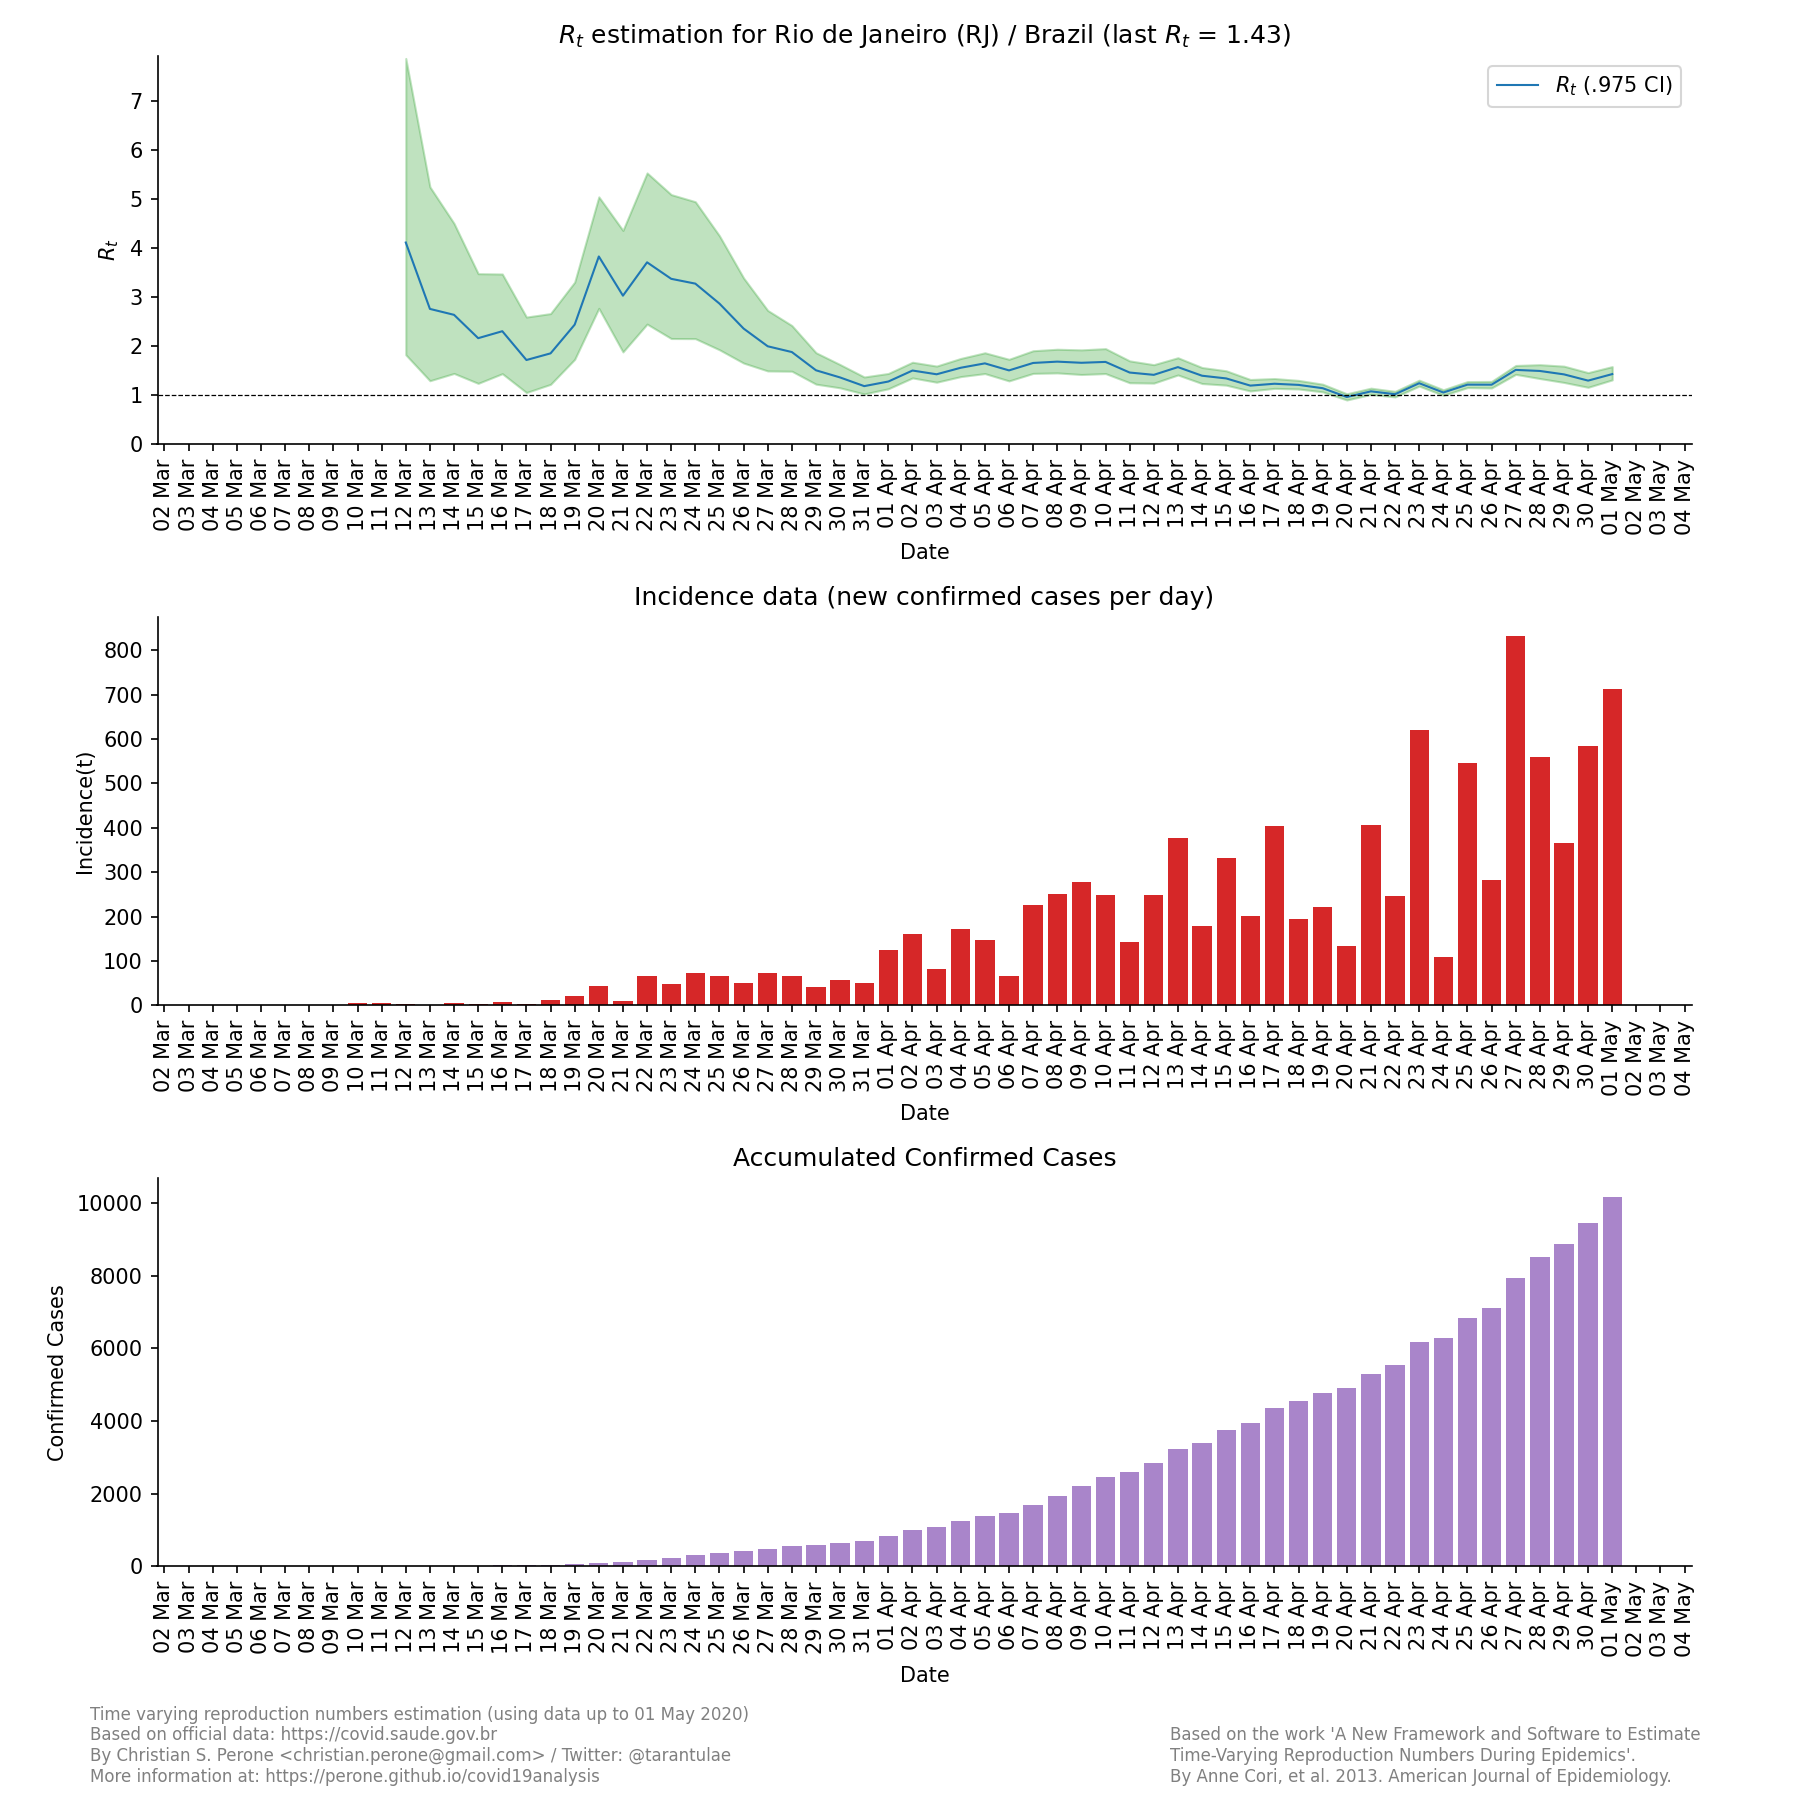 Rt estimation for Rio de Janeiro (RJ) / Brazil (last Rt = 1.43)
Rt (.975 CI)
Rt
7
6
5
4
3
2
1
0
02 Mar 03 Mar 04 Mar 05 Mar 06 Mar 07 Mar 08 Mar 09 Mar 10 Mar 11 Mar 12 Mar 13 Mar 14 Mar 15 Mar 16 Mar 17 Mar 18 Mar 19 Mar 20 Mar 21 Mar 22 Mar 23 Mar 24 Mar 25 Mar 26 Mar 27 Mar 28 Mar 29 Mar 30 Mar 31 Mar 01 Apr 02 Apr 03 Apr 04 Apr 05 Apr 06 Apr 07 Apr 08 Apr 09 Apr 10 Apr 11 Apr 12 Apr 13 Apr 14 Apr 15 Apr 16 Apr 17 Apr 18 Apr 19 Apr 20 Apr 21 Apr 22 Apr 23 Apr 24 Apr 25 Apr 26 Apr 27 Apr 28 Apr 29 Apr 30 Apr 01 May 02 May 03 May 04 May
Date
Incidence data (new confirmed cases per day)
Incidence(t)
800
700
600
500
400
300
200
100
0
02 Mar 03 Mar 04 Mar 05 Mar 06 Mar 07 Mar 08 Mar 09 Mar 10 Mar 11 Mar 12 Mar 13 Mar 14 Mar 15 Mar 16 Mar 17 Mar 18 Mar 19 Mar 20 Mar 21 Mar 22 Mar 23 Mar 24 Mar 25 Mar 26 Mar 27 Mar 28 Mar 29 Mar 30 Mar 31 Mar 01 Apr 02 Apr 03 Apr 04 Apr 05 Apr 06 Apr 07 Apr 08 Apr 09 Apr 10 Apr 11 Apr 12 Apr 13 Apr 14 Apr 15 Apr 16 Apr 17 Apr 18 Apr 19 Apr 20 Apr 21 Apr 22 Apr 23 Apr 24 Apr 25 Apr 26 Apr 27 Apr 28 Apr 29 Apr 30 Apr 01 May 02 May 03 May 04 May
Date
Accumulated Confirmed Cases
Confirmed Cases
10000
8000
6000
4000
2000
0
02 Mar 03 Mar 04 Mar 05 Mar 06 Mar 07 Mar 08 Mar 09 Mar 10 Mar 11 Mar 12 Mar 13 Mar 14 Mar 15 Mar 16 Mar 17 Mar 18 Mar 19 Mar 20 Mar 21 Mar 22 Mar 23 Mar 24 Mar 25 Mar 26 Mar 27 Mar 28 Mar 29 Mar 30 Mar 31 Mar 01 Apr 02 Apr 03 Apr 04 Apr 05 Apr 06 Apr 07 Apr 08 Apr 09 Apr 10 Apr 11 Apr 12 Apr 13 Apr 14 Apr 15 Apr 16 Apr 17 Apr 18 Apr 19 Apr 20 Apr 21 Apr 22 Apr 23 Apr 24 Apr 25 Apr 26 Apr 27 Apr 28 Apr 29 Apr 30 Apr 01 May 02 May 03 May 04 May
Date
Time varying reproduction numbers estimation (using data up to 01 May 2020)
Based on official data: https://covid.saude.gov.br
By Christian S. Perone <christian.perone@gmail.com> / Twitter: @tarantulae
More information at: https://perone.github.io/covid19analysis
Based on the work 'A New Framework and Software to Estimate
Time-Varying Reproduction Numbers During Epidemics'.
By Anne Cori, et al. 2013. American Journal of Epidemiology.